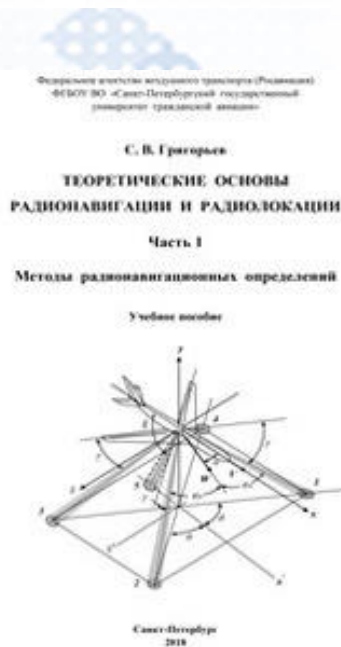 Федеральное агентство воздушного транспорта (Росавиация)
ФГБОУ ВО «Санкт-Петербургский государственный
университет гражданской авиации»
С. В. Григорьев
ТЕОРЕТИЧЕСКИЕ ОСНОВЫ
РАДИОНАВИГАЦИИ И РАДИОЛОКАЦИИ
Часть 1
Методы радионавигационных определений
Учебное пособие
Санкт-Петербург
2018